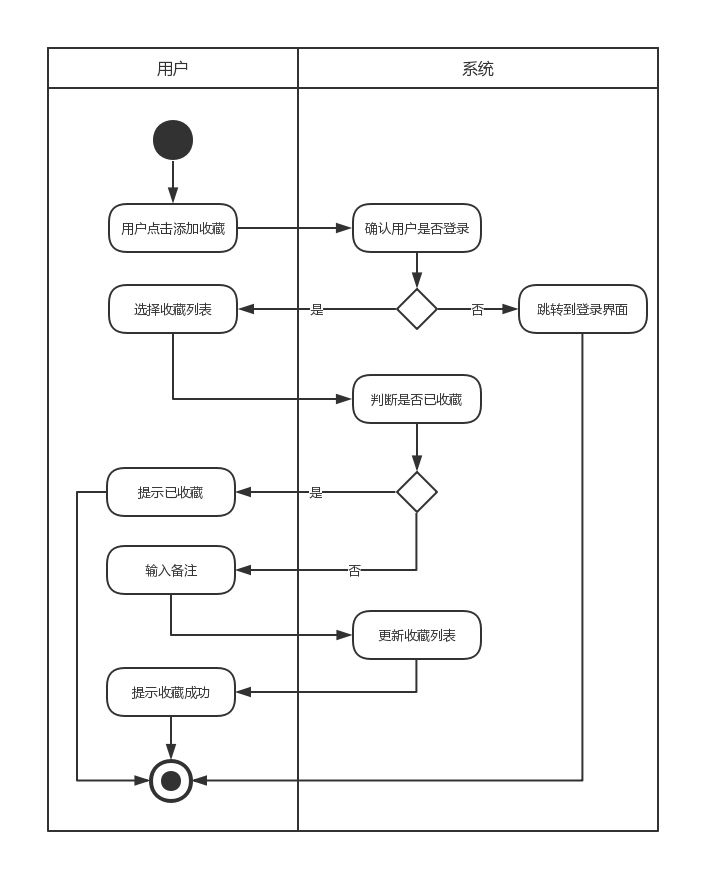 用户
系统
用户点击添加收藏
确认用户是否登录
选择收藏列表
是
否
跳转到登录界面
判断是否已收藏
提示已收藏
是
输入备注
否
更新收藏列表
提示收藏成功